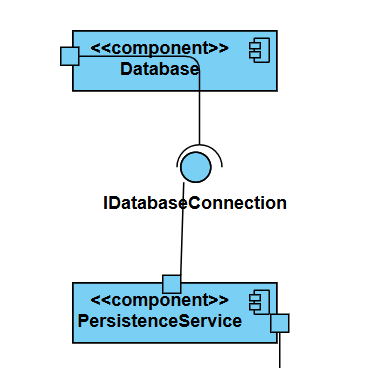 <<component>>
Database
IDatabaseConnection
<<component>>
PersistenceService